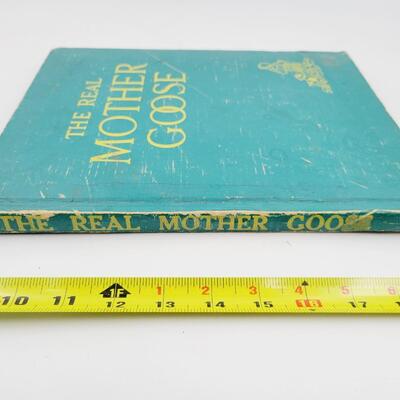 THE REAL
MOTHER
GOOSE
THE REAL MOTHER GOOSE
10 11 1F 1 2 3 4 5 6
12 13 14 15 16 17